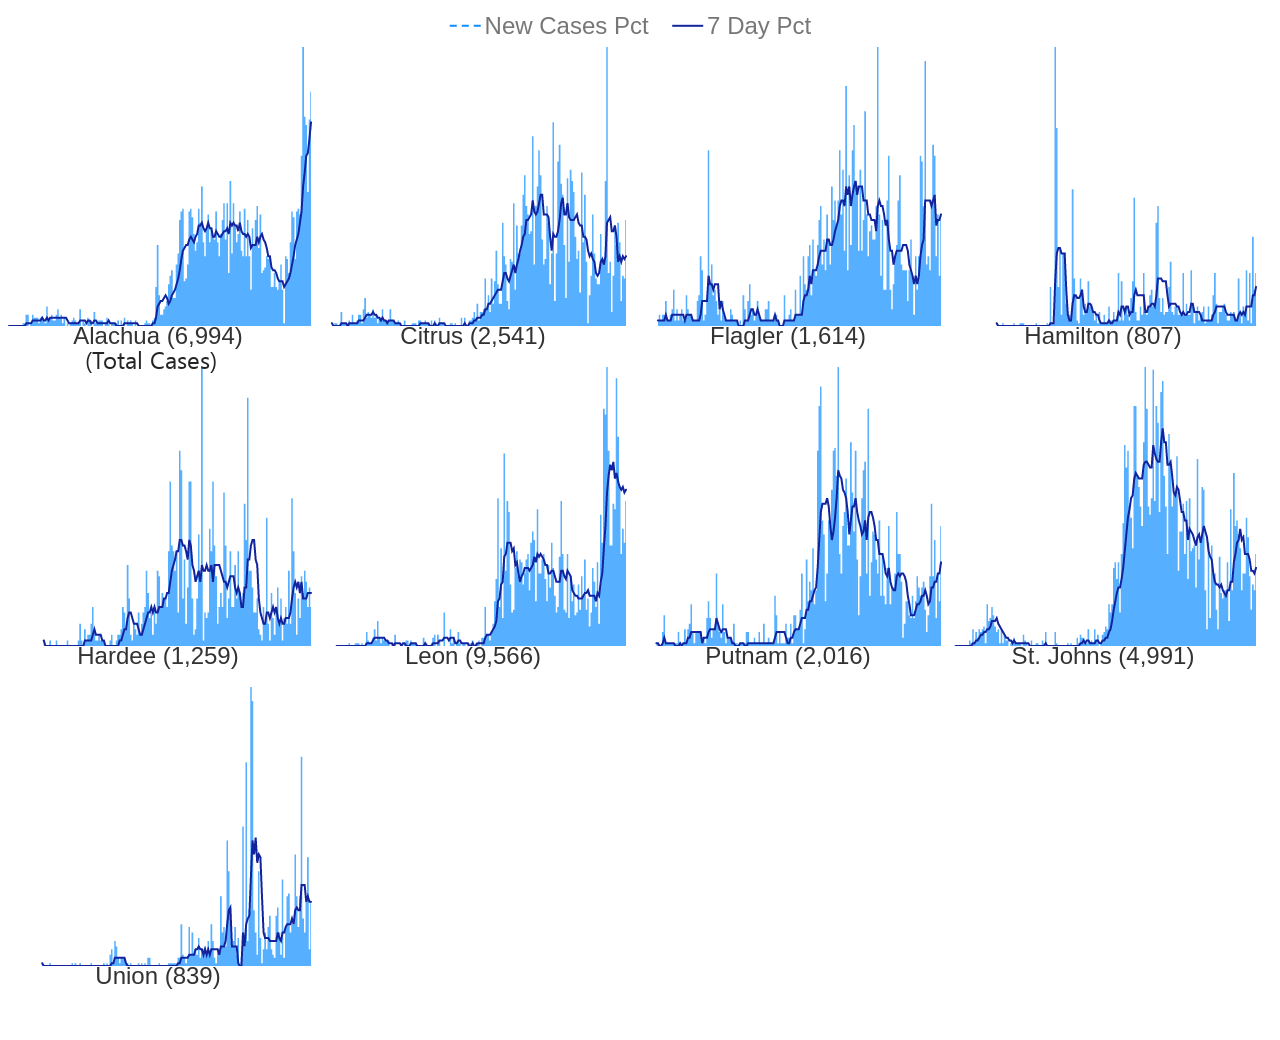 New Cases Pct 7 Day Pct
Alachua (6,994) Citrus (2,541) Flagler (1,614) Hamilton (807)
(Total Cases)
Hardee (1,259) Leon (9,566) Putnam (2,016) St. Johns (4,991)
Union (839)